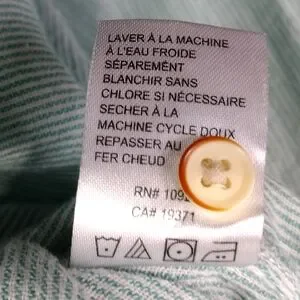 LAVER À LA MACHINE
À L'EAU FROIDE
SÉPAREMÉNT
BLANCHIR SANS
CHLORE SI NÉCESSAIRE
SECHER À LA
MACHINE CYCLE DOUX
REPASSER AU
FER CHEUD
RN#
CA# 19371